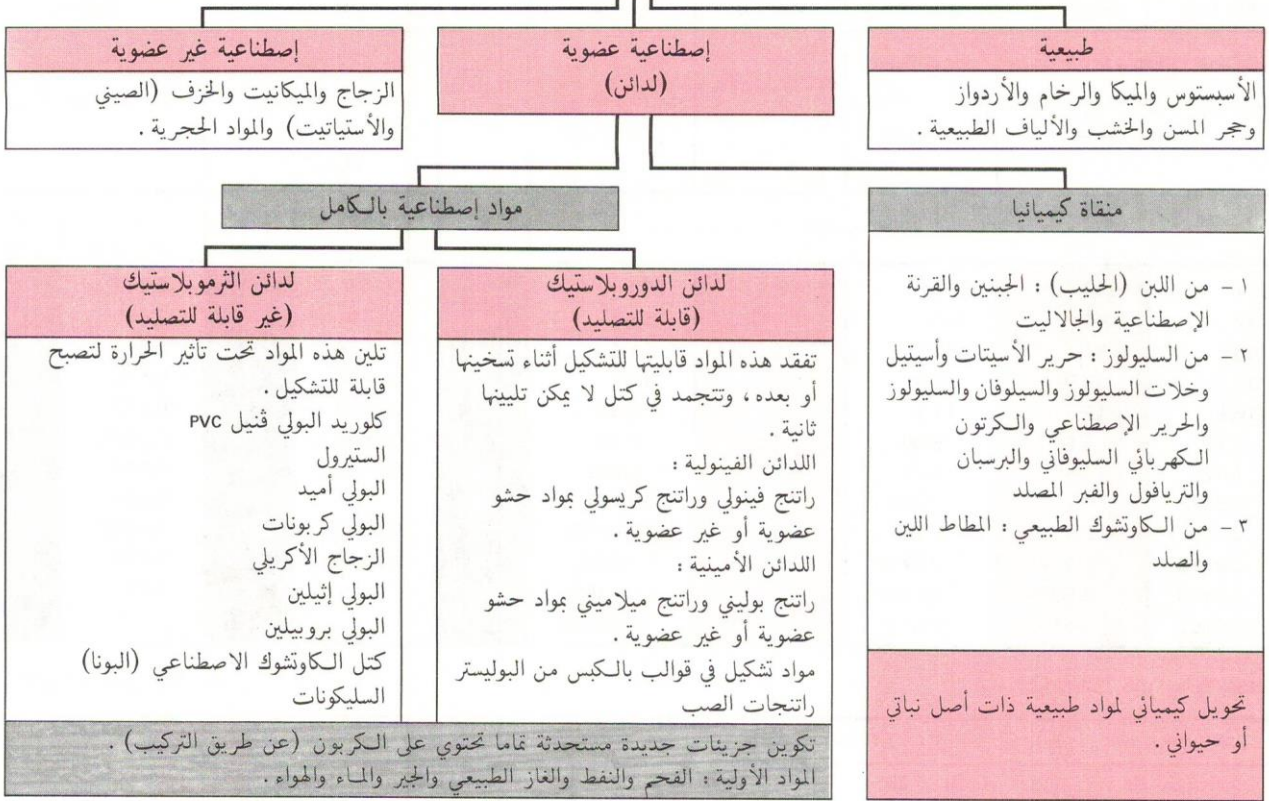 طبيعية
الأسبستوس والميكا والرخام والأردواز
وحجر المسن والخشب والألياف الطبيعية .
إصطناعية عضوية
(لدائن)
إصطناعية غير عضوية
الزجاج والميكانيت والخزف (الصيني
والأستياتيت) والمواد الحجرية .
منقاة كيميائيا
١ – من اللبن (الحليب) : الجبنين والقرنة
الإصطناعية والجالاليت
٢ – من السليولوز : حرير الأسيتات وأسيتيل
وخلات السليولوز والسيلوفان والسليولوز
والحرير الإصطناعي والكرتون
الكهربائي السليوفاني والبرسبان
والتريافول والفبر المصلد
٣ – من الكاوتشوك الطبيعي : المطاط اللين
والصلد
تحويل كيميائي لمواد طبيعية ذات أصل نباتي
أو حيواني .
مواد إصطناعية بالكامل
لدائن الدوروبلاستيك
(قابلة للتصليد)
تفقد هذه المواد قابليتها للتشكيل أثناء تسخينها
أو بعده ، وتتجمد في كتل لا يمكن تليينها
ثانية .
اللدائن الفينولية :
راتنج فينولي وراتنج كريسولي بمواد حشو
عضوية أو غير عضوية .
اللدائن الأمينية :
راتنج بوليني وراتنج ميلاميني بمواد حشو
عضوية أو غير عضوية .
مواد تشكيل في قوالب بالكبس من البوليستر
راتنجات الصب
لدائن الثرموبلاستيك
(غير قابلة للتصليد)
تلين هذه المواد تحت تأثير الحرارة لتصبح
قابلة للتشكيل .
كلوريد البولي ڤنيل PVC
الستيرول
البولي أميد
البولي كربونات
الزجاج الأكريلي
البولي إثيلين
البولي بروبيلين
كتل الكاوتشوك الاصطناعي (البونا)
السليكونات
تكوين جزيئات جديدة مستحدثة تماما تحتوي على الكربون (عن طريق التركيب) .
المواد الأولية : الفحم والنفط والغاز الطبيعي والجير والماء والهواء .